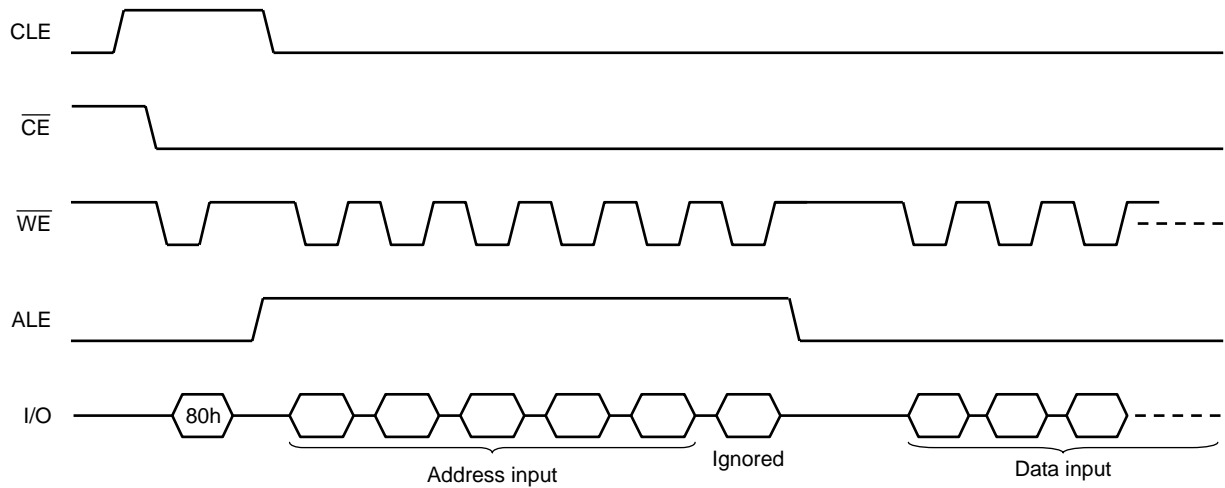 CLE
CE
WE
ALE
I/O
80h
Address input
Ignored
Data input